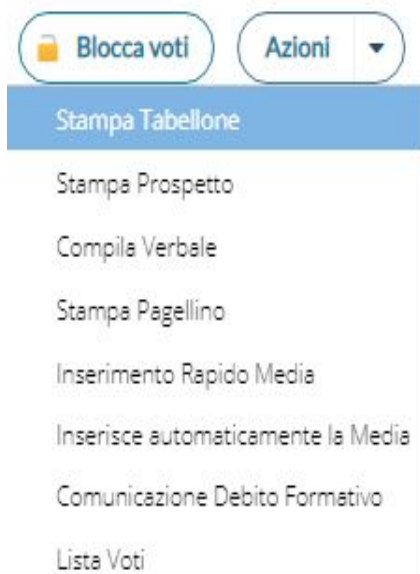 Blocca voti
Azioni
Stampa Tabellone
Stampa Prospetto
Compila Verbale
Stampa Pagellino
Inserimento Rapido Media
Inserisce automaticamente la Media
Comunicazione Debito Formativo
Lista Voti